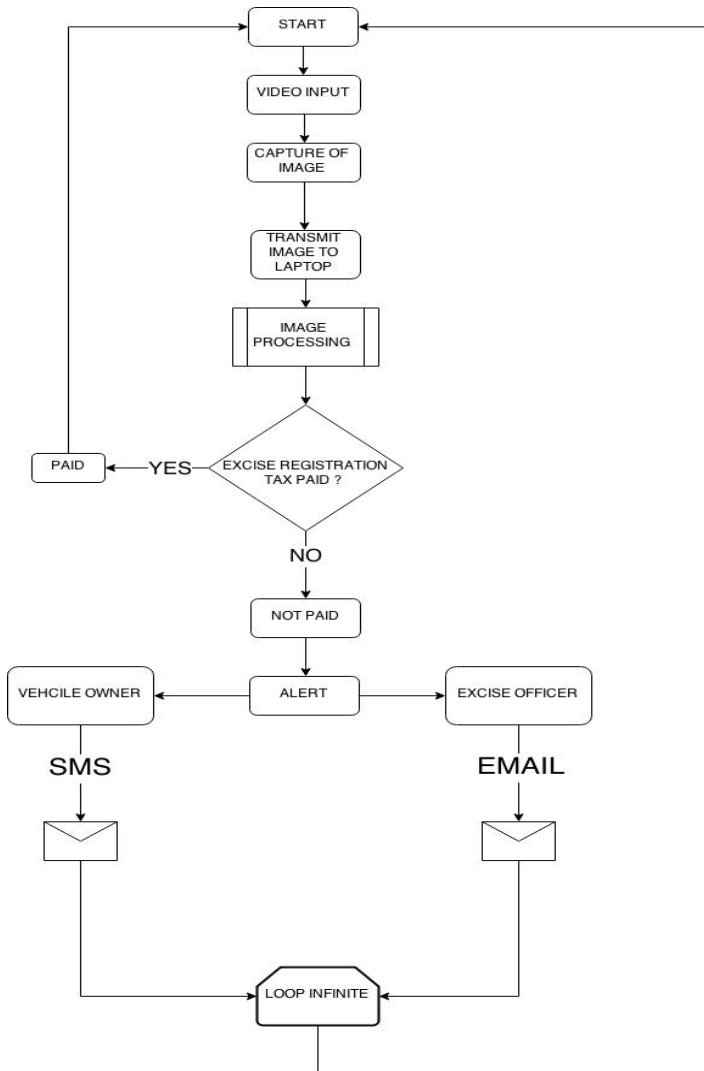 START
VIDEO INPUT
CAPTURE OF
IMAGE
TRANSMIT
IMAGE TO
LAPTOP
IMAGE
PROCESSING
EXCISE REGISTRATION
TAX PAID ?
YES
PAID
NO
NOT PAID
ALERT
VEHCILE OWNER
EXCISE OFFICER
SMS
EMAIL
LOOP INFINITE